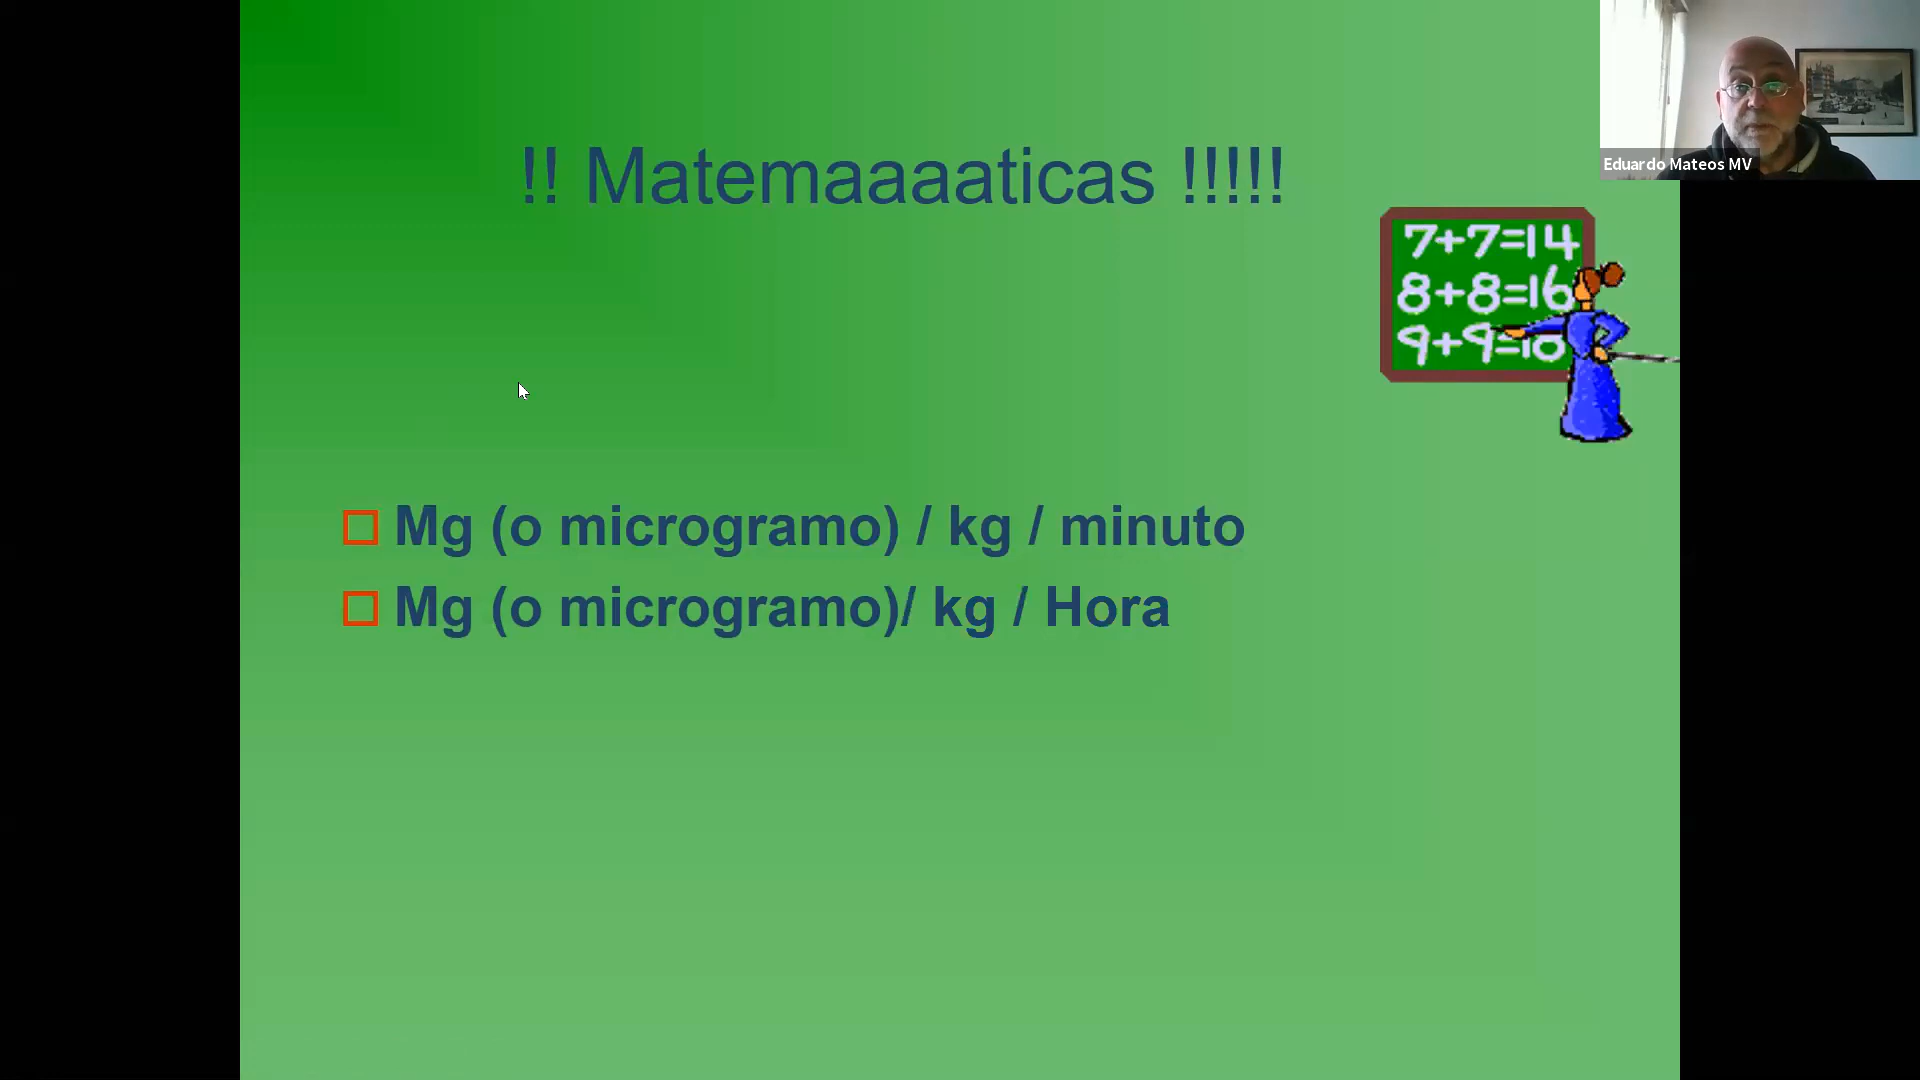 !! Matemaaaaticas !!!!!
Eduardo Mateos MV
7+7=14
8+8=16
9+9=18
Mg (o microgramo) / kg / minuto
Mg (o microgramo)/ kg / Hora